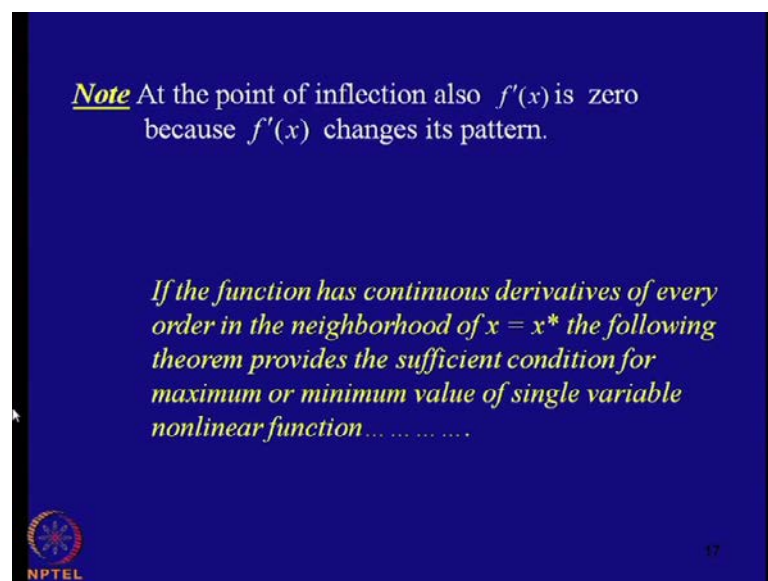 Note At the point of inflection also f'(x) is zero
because f'(x) changes its pattern.
If the function has continuous derivatives of every
order in the neighborhood of x = x* the following
theorem provides the sufficient condition for
maximum or minimum value of single variable
nonlinear function... ... ... ... .
17
NPTEL